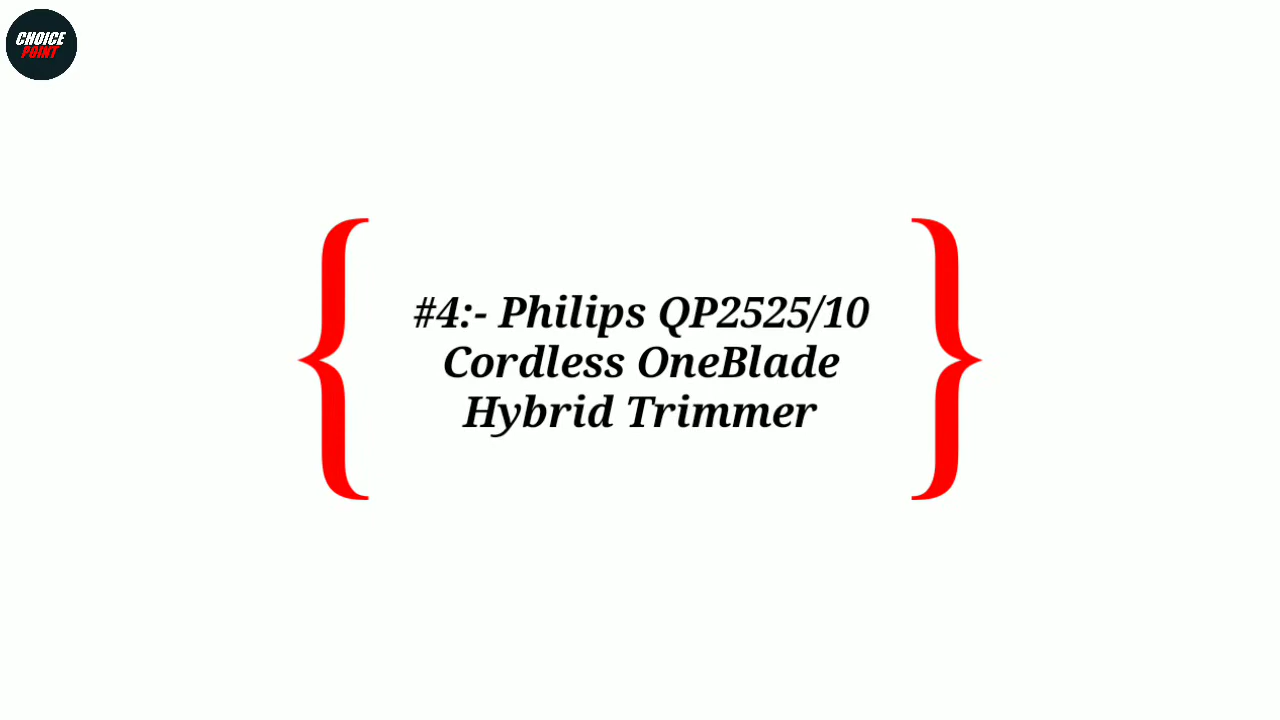 CHOICE
POINT
#4:- Philips QP2525/10
Cordless OneBlade
Hybrid Trimmer